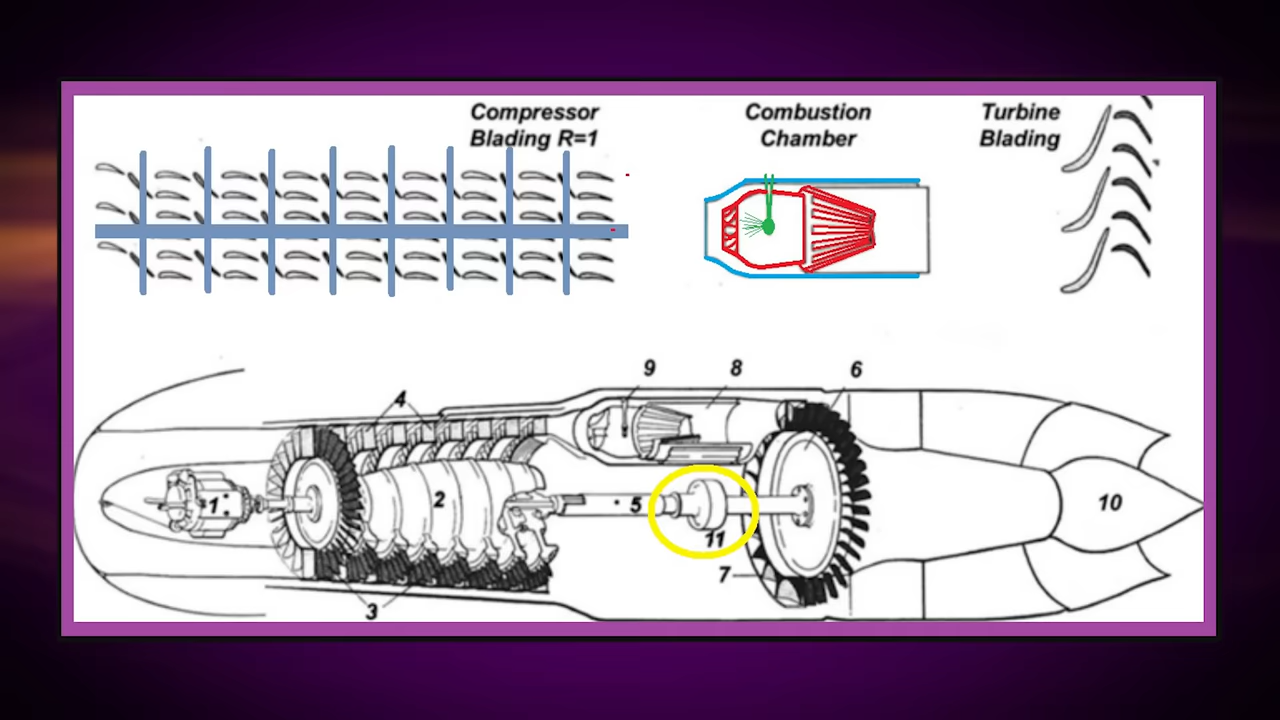 Compressor
Blading R=1
Combustion
Chamber
Turbine
Blading
9
8
6
4
1
2
5
10
11
7
3